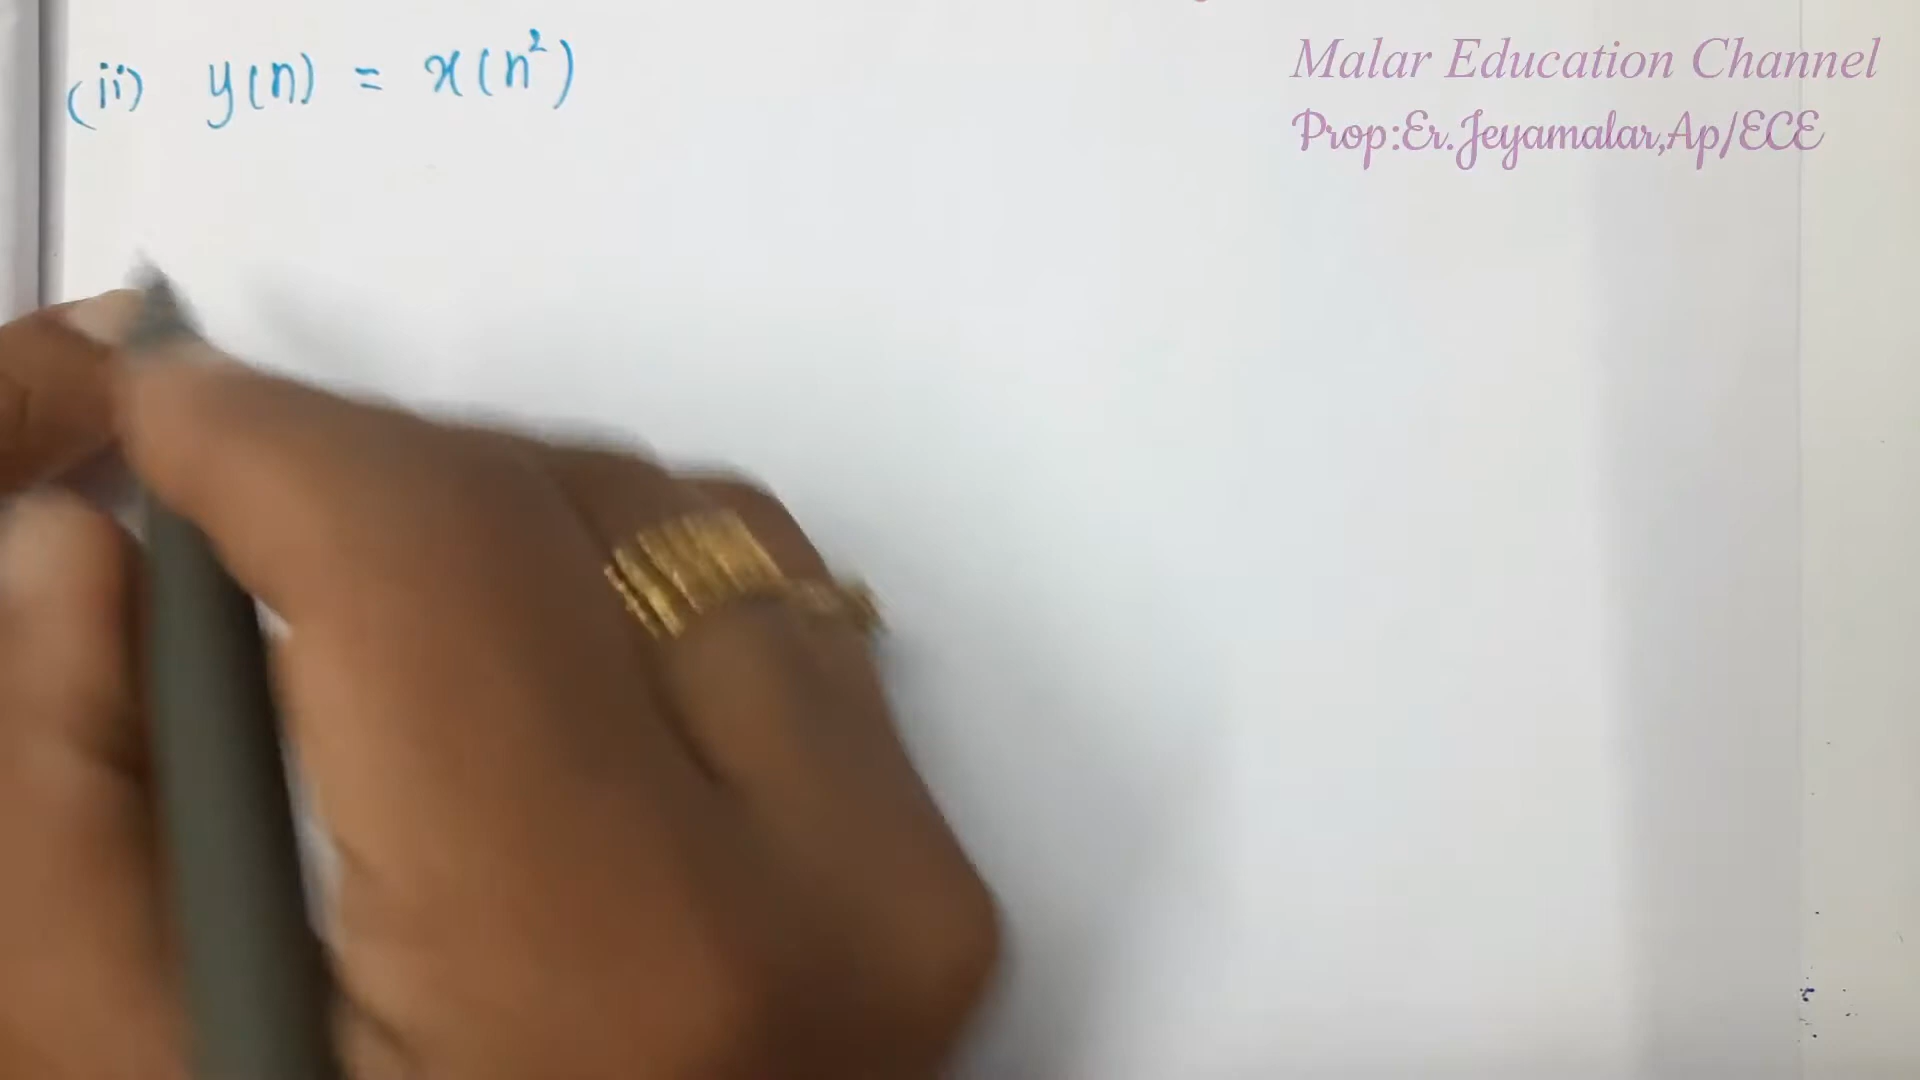 (ii) y(n) = x(n²)
Malar Education Channel
Prop:Er.Jeyamalar,Ap/ECE